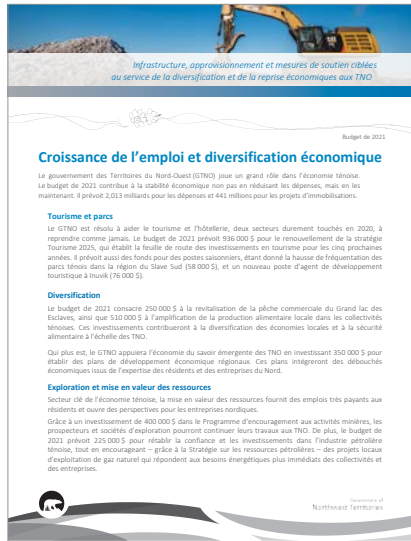 Infrastructure, approvisionnement et mesures de soutien ciblées
au service de la diversification et de la reprise économiques aux TNO
Budget de 2021
Croissance de l'emploi et diversification économique
Le gouvernement des Territoires du Nord-Ouest (GTNO) joue un grand rôle dans l'économie ténoise.
Le budget de 2021 contribue à la stabilité économique non pas en réduisant les dépenses, mais en les
maintenant. Il prévoit 2,013 milliards pour les dépenses et 441 millions pour les projets d'immobilisations.
Tourisme et parcs
Le GTNO est résolu à aider le tourisme et l'hôtellerie, deux secteurs durement touchés en 2020, à
reprendre comme jamais. Le budget de 2021 prévoit 936 000 $ pour le renouvellement de la stratégie
Tourisme 2025, qui établit la feuille de route des investissements en tourisme pour les cinq prochaines
années. Il prévoit aussi des fonds pour des postes saisonniers, étant donné la hausse de fréquentation des
parcs ténois dans la région du Slave Sud (58 000 $), et un nouveau poste d'agent de développement
touristique à Inuvik (76 000 $).
Diversification
Le budget de 2021 consacre 250 000 $ à la revitalisation de la pêche commerciale du Grand lac des
Esclaves, ainsi que 510 000 $ à l'amplification de la production alimentaire locale dans les collectivités
ténoises. Ces investissements contribueront à la diversification des économies locales et à la sécurité
alimentaire à l'échelle des TNO.
Qui plus est, le GTNO appuiera l'économie du savoir émergente des TNO en investissant 350 000 $ pour
établir des plans de développement économique régionaux. Ces plans intégreront des débouchés
économiques issus de l'expertise des résidents et des entreprises du Nord.
Exploration et mise en valeur des ressources
Secteur clé de l'économie ténoise, la mise en valeur des ressources fournit des emplois très payants aux
résidents et ouvre des perspectives pour les entreprises nordiques.
Grâce à un investissement de 400 000 $ dans le Programme d'encouragement aux activités minières, les
prospecteurs et sociétés d'exploration pourront continuer leurs travaux aux TNO. De plus, le budget de
2021 prévoit 225 000 $ pour rétablir la confiance et les investissements dans l'industrie pétrolière
ténoise, tout en encourageant – grâce à la Stratégie sur les ressources pétrolières – des projets locaux
d'exploitation de gaz naturel qui répondent aux besoins énergétiques plus immédiats des collectivités et
des entreprises.
Government of
Northwest Territories